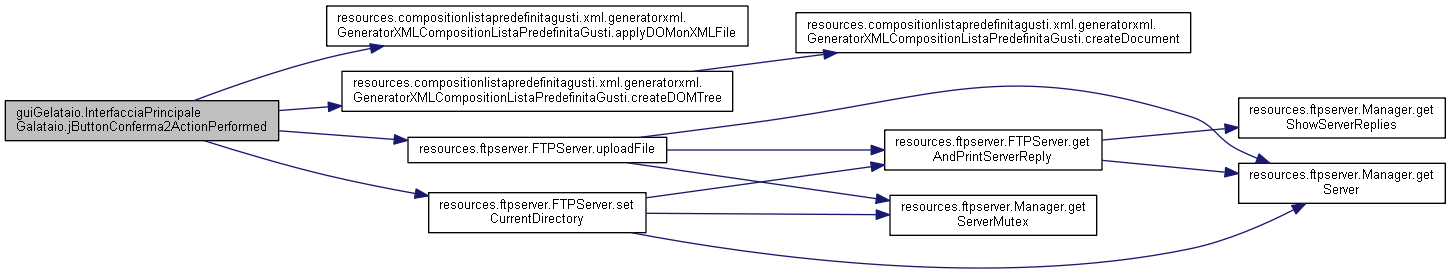 resources.compositionlistapredefinitagusti.xml.generatorxml.
GeneratorXMLCompositionListaPredefinitaGusti.applyDOMonXMLFile
resources.compositionlistapredefinitagusti.xml.generatorxml.
GeneratorXMLCompositionListaPredefinitaGusti.createDocument
resources.compositionlistapredefinitagusti.xml.generatorxml.
GeneratorXMLCompositionListaPredefinitaGusti.createDOMTree
guiGelataio.InterfacciaPrincipale
Galataio.jButtonConferma2ActionPerformed
resources.ftpserver.FTPServer.uploadFile
resources.ftpserver.FTPServer.get
AndPrintServerReply
resources.ftpserver.Manager.get
ShowServerReplies
resources.ftpserver.Manager.get
Server
resources.ftpserver.FTPServer.set
CurrentDirectory
resources.ftpserver.Manager.get
ServerMutex